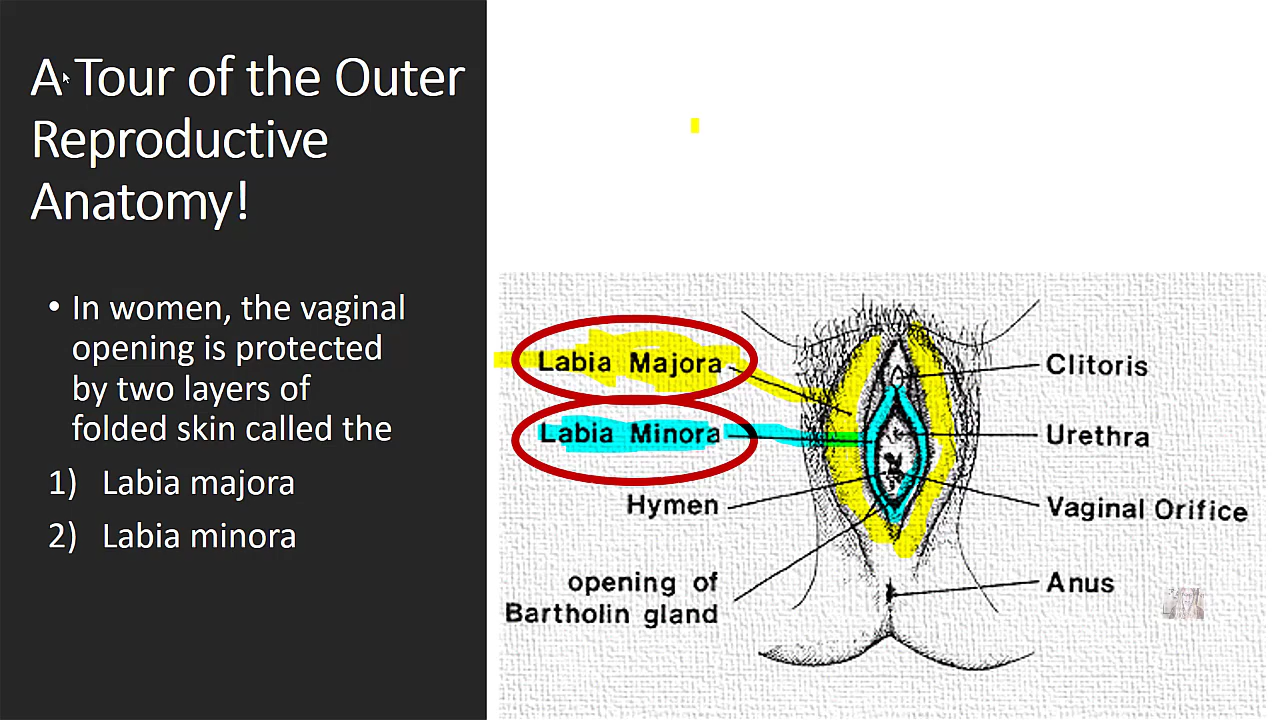 A Tour of the Outer
Reproductive
Anatomy!
• In women, the vaginal
opening is protected
by two layers of
folded skin called the
1) Labia majora
2) Labia minora
Labia Majora
Labia Minora
Hymen
opening of
Bartholin gland
Clitoris
Urethra
Vaginal Orifice
Anus